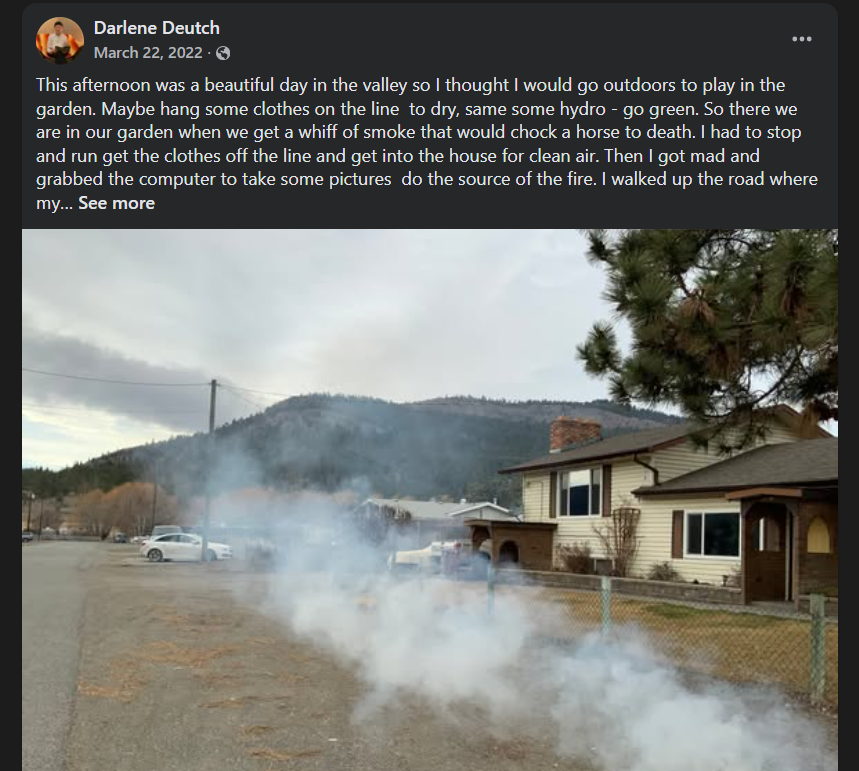 Darlene Deutch
March 22, 2022 ·
This afternoon was a beautiful day in the valley so I thought I would go outdoors to play in the
garden. Maybe hang some clothes on the line  to dry, same some hydro - go green. So there we
are in our garden when we get a whiff of smoke that would chock a horse to death. I had to stop
and run get the clothes off the line and get into the house for clean air. Then I got mad and
grabbed the computer to take some pictures  do the source of the fire. I walked up the road where
my... See more